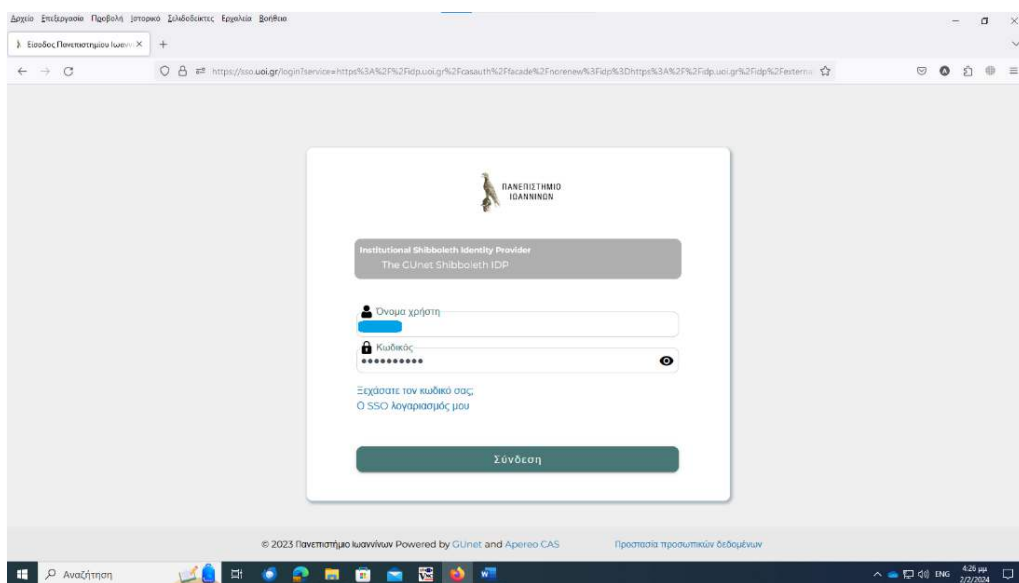 Αρχείο Επεξεργασία Προβολή Ιστορικό Σελιδοδείκτες Εργαλεία Βοήθεια
Είσοδος Πανεπιστημίου Ιωανν
https://sso.uoi.gr/login?service=https%3A%2F%2Fidp.uoi.gr%2Fcasauth%2Ffacade%2Fnorenew%3Fidp%3Dhttps%3A%2F%2Fidp.uoi.gr%2Fidp%2Fexterna
ΠΑΝΕΠΙΣΤΗΜΙΟ
ΙΩΑΝΝΙΝΩΝ
Institutional Shibboleth Identity Provider
The GUnet Shibboleth IDP
Όνομα χρήστη
Κωδικός
Ξεχάσατε τον κωδικό σας;
Ο SSO λογαριασμός μου
Σύνδεση
© 2023 Πανεπιστήμιο Ιωαννίνων Powered by GUnet and Apereo CAS Προστασία προσωπικών δεδομένων
Αναζήτηση
ENG
4:26 μμ
2/2/2024